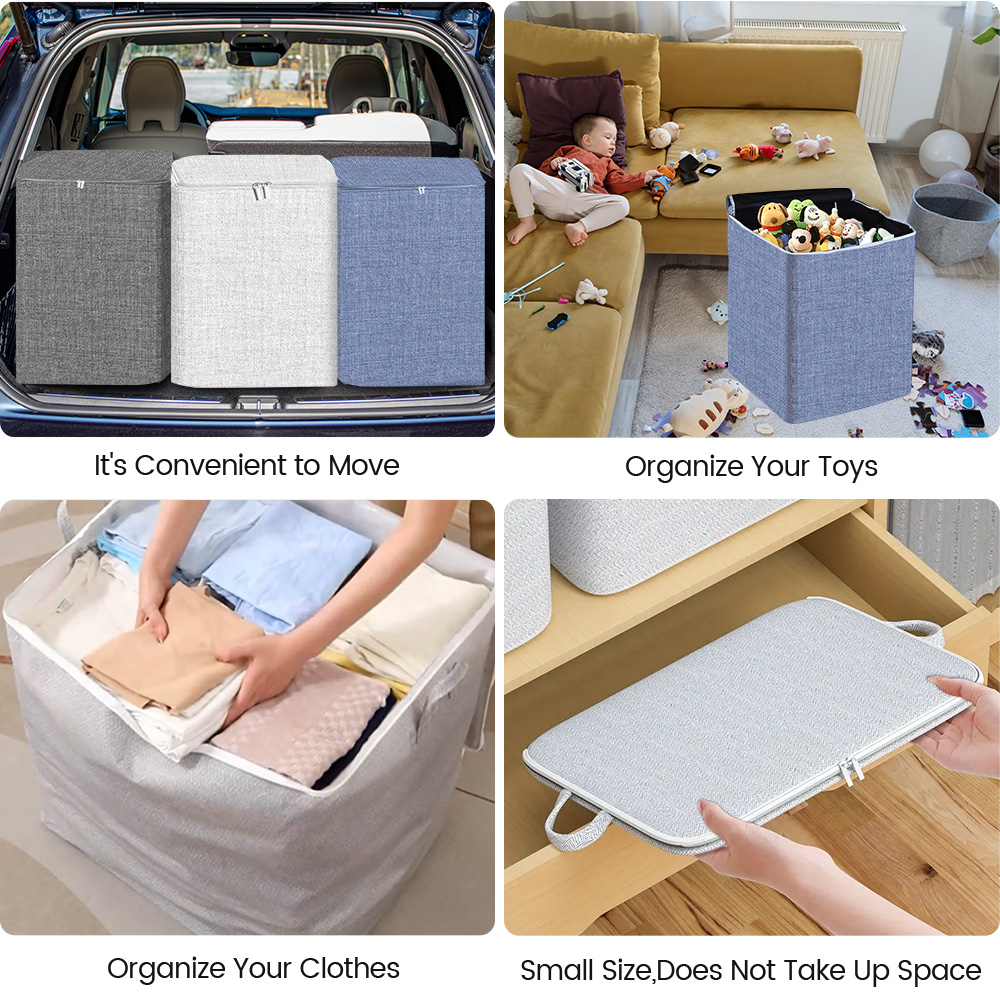 It's Convenient to Move
Organize Your Toys
Organize Your Clothes
Small Size,Does Not Take Up Space